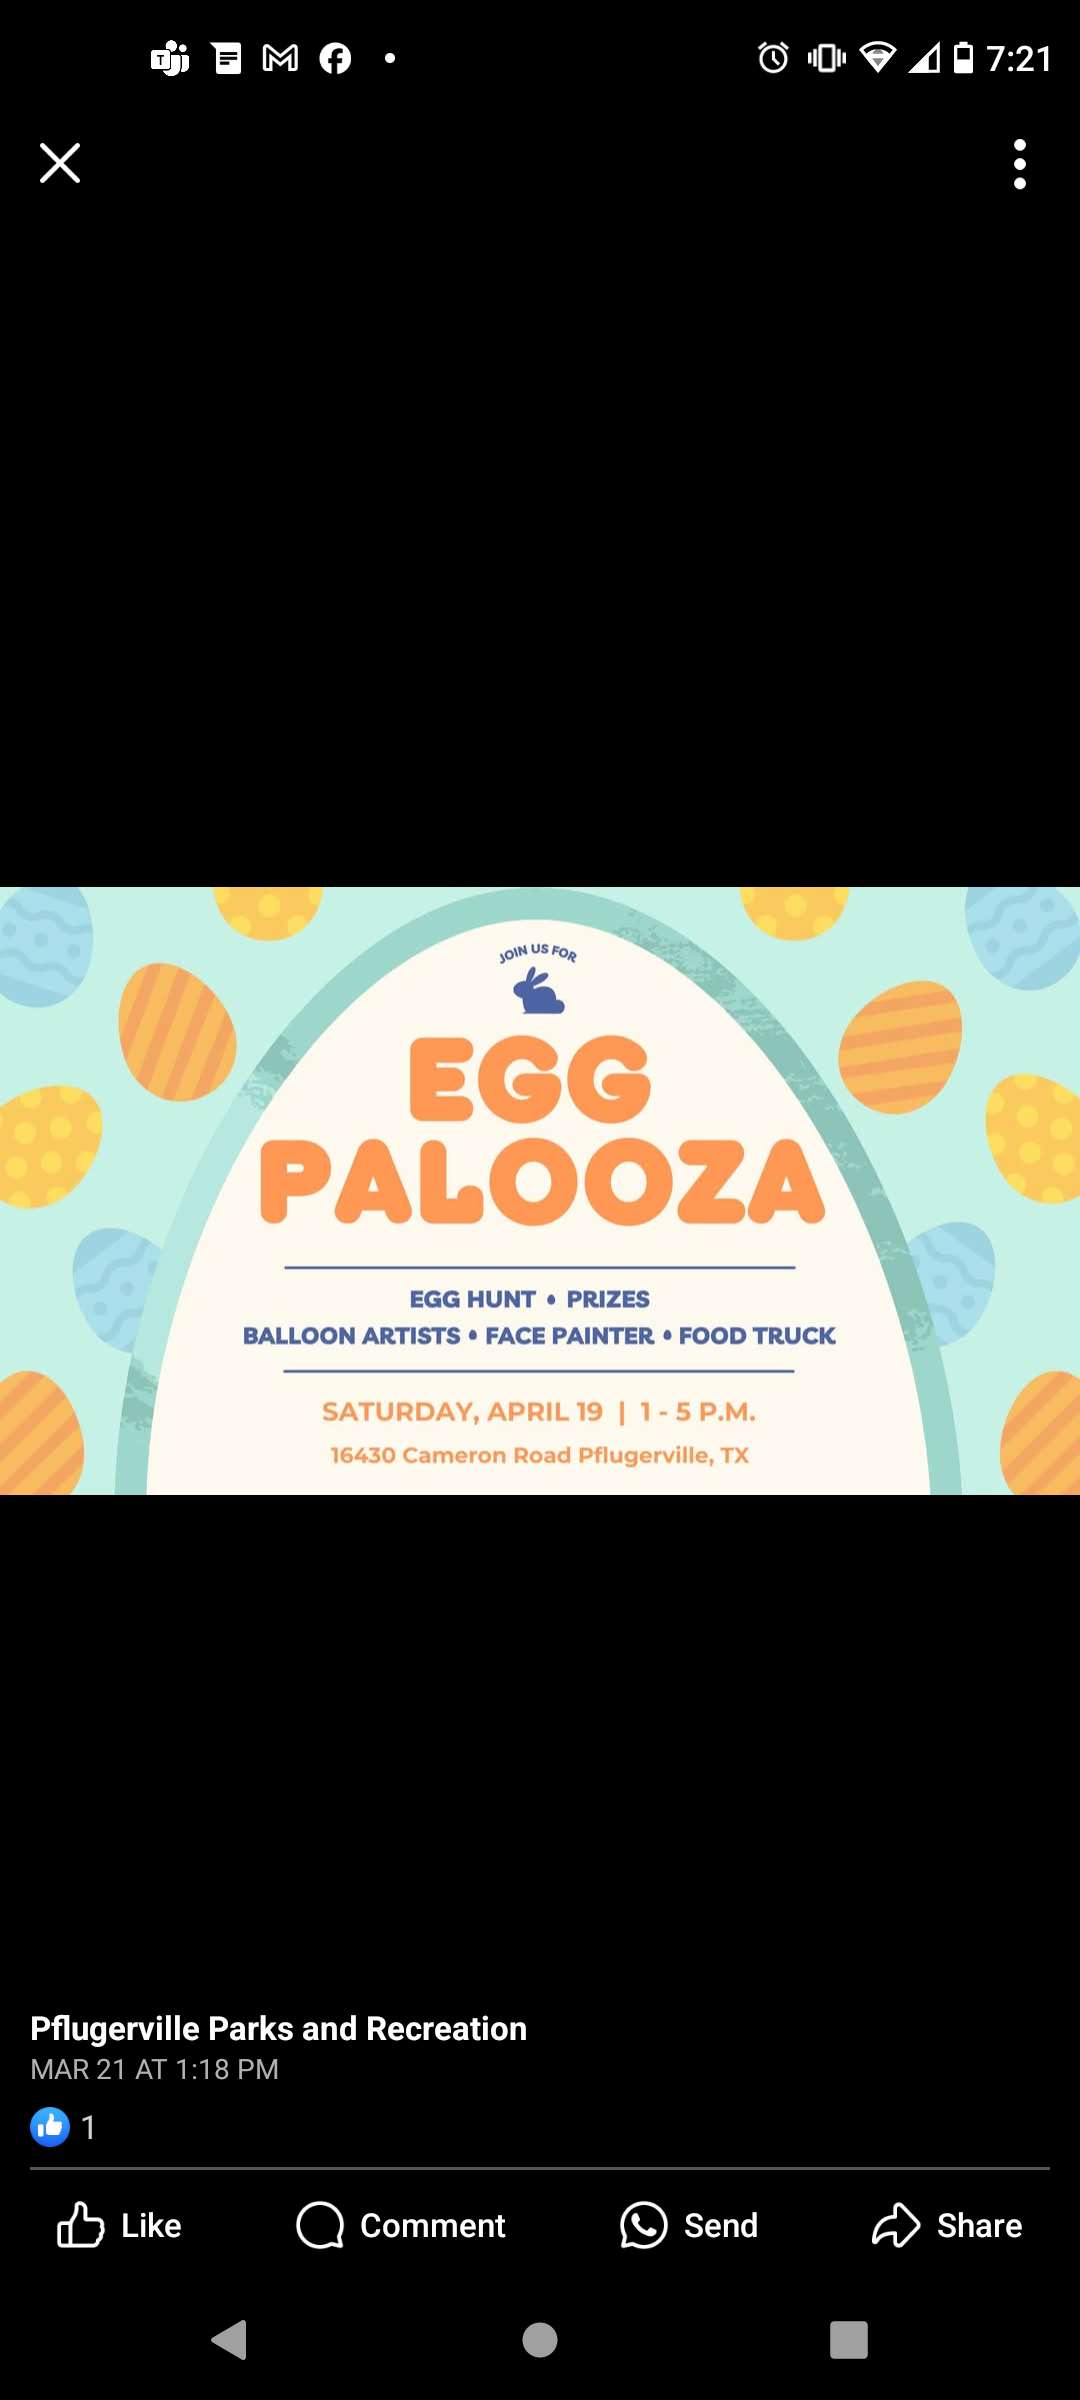 7:21
JOIN US FOR
EGG
PALOOZA
EGG HUNT • PRIZES
BALLOON ARTISTS • FACE PAINTER • FOOD TRUCK
SATURDAY, APRIL 19 | 1 - 5 P.M.
16430 Cameron Road Pflugerville, TX
Pflugerville Parks and Recreation
MAR 21 AT 1:18 PM
1
Like Comment Send Share